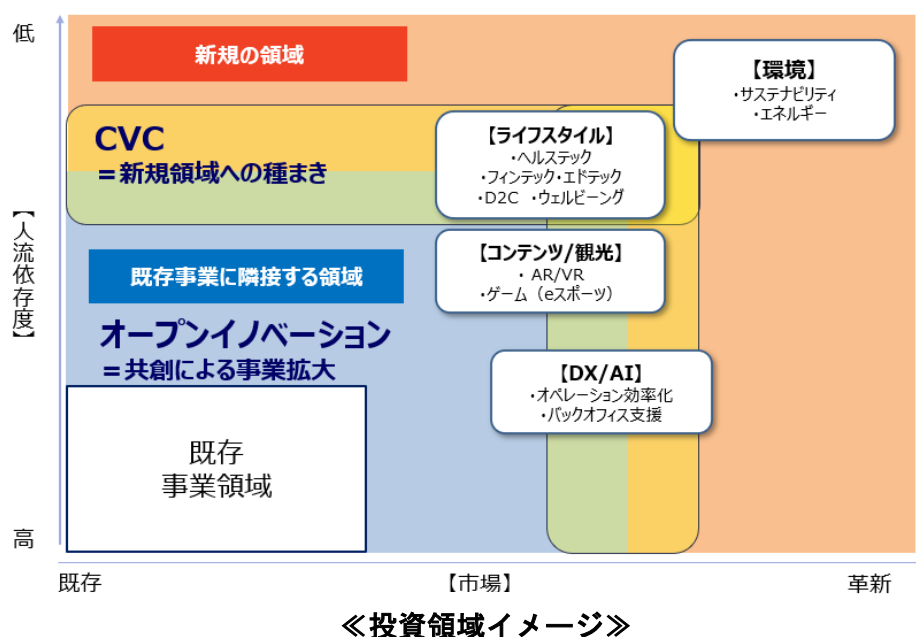 低
新規の領域
【環境】
・サステナビリティ
・エネルギー
CVC
＝新規領域への種まき
【ライフスタイル】
・ヘルステック
・フィンテック・エドテック
・D2C ・ウェルビーング
【人流依存度】
既存事業に隣接する領域
【コンテンツ/観光】
・ AR/VR
・ゲーム（eスポーツ）
オープンイノベーション
＝共創による事業拡大
【DX/AI】
・オペレーション効率化
・バックオフィス支援
既存
事業領域
高
既存
【市場】
革新
≪投資領域イメージ≫